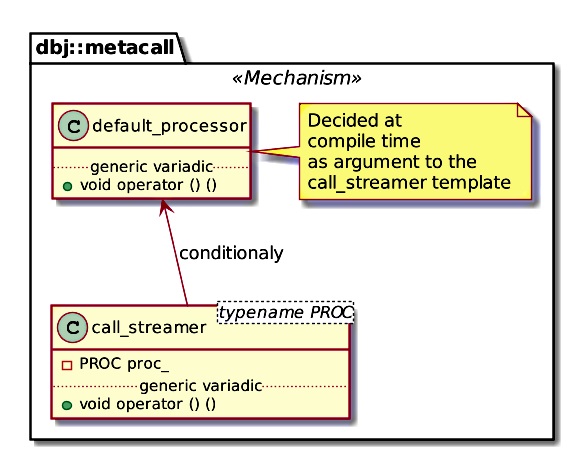 dbj::metacall
«Mechanism»
C default_processor
generic variadic
void operator () ()
Decided at
compile time
as argument to the
call_streamer template
conditionaly
typename PROC
C call_streamer
PROC proc_
generic variadic
void operator () ()